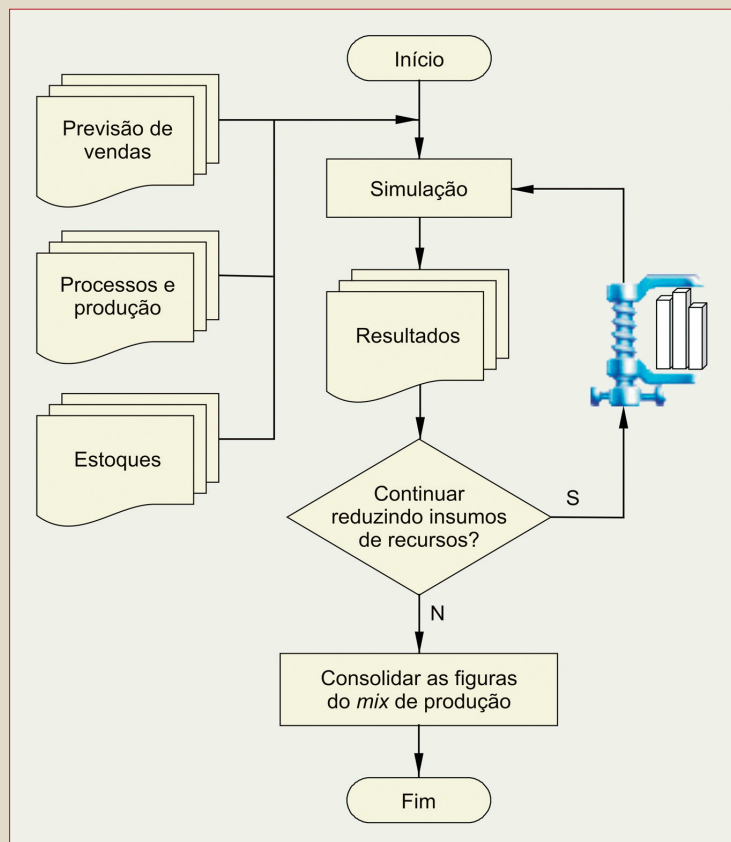 Início
Previsão de
vendas
Simulação
Processos e
produção
Resultados
Estoques
Continuar
reduzindo insumos
de recursos?
S
N
Consolidar as figuras
do mix de produção
Fim